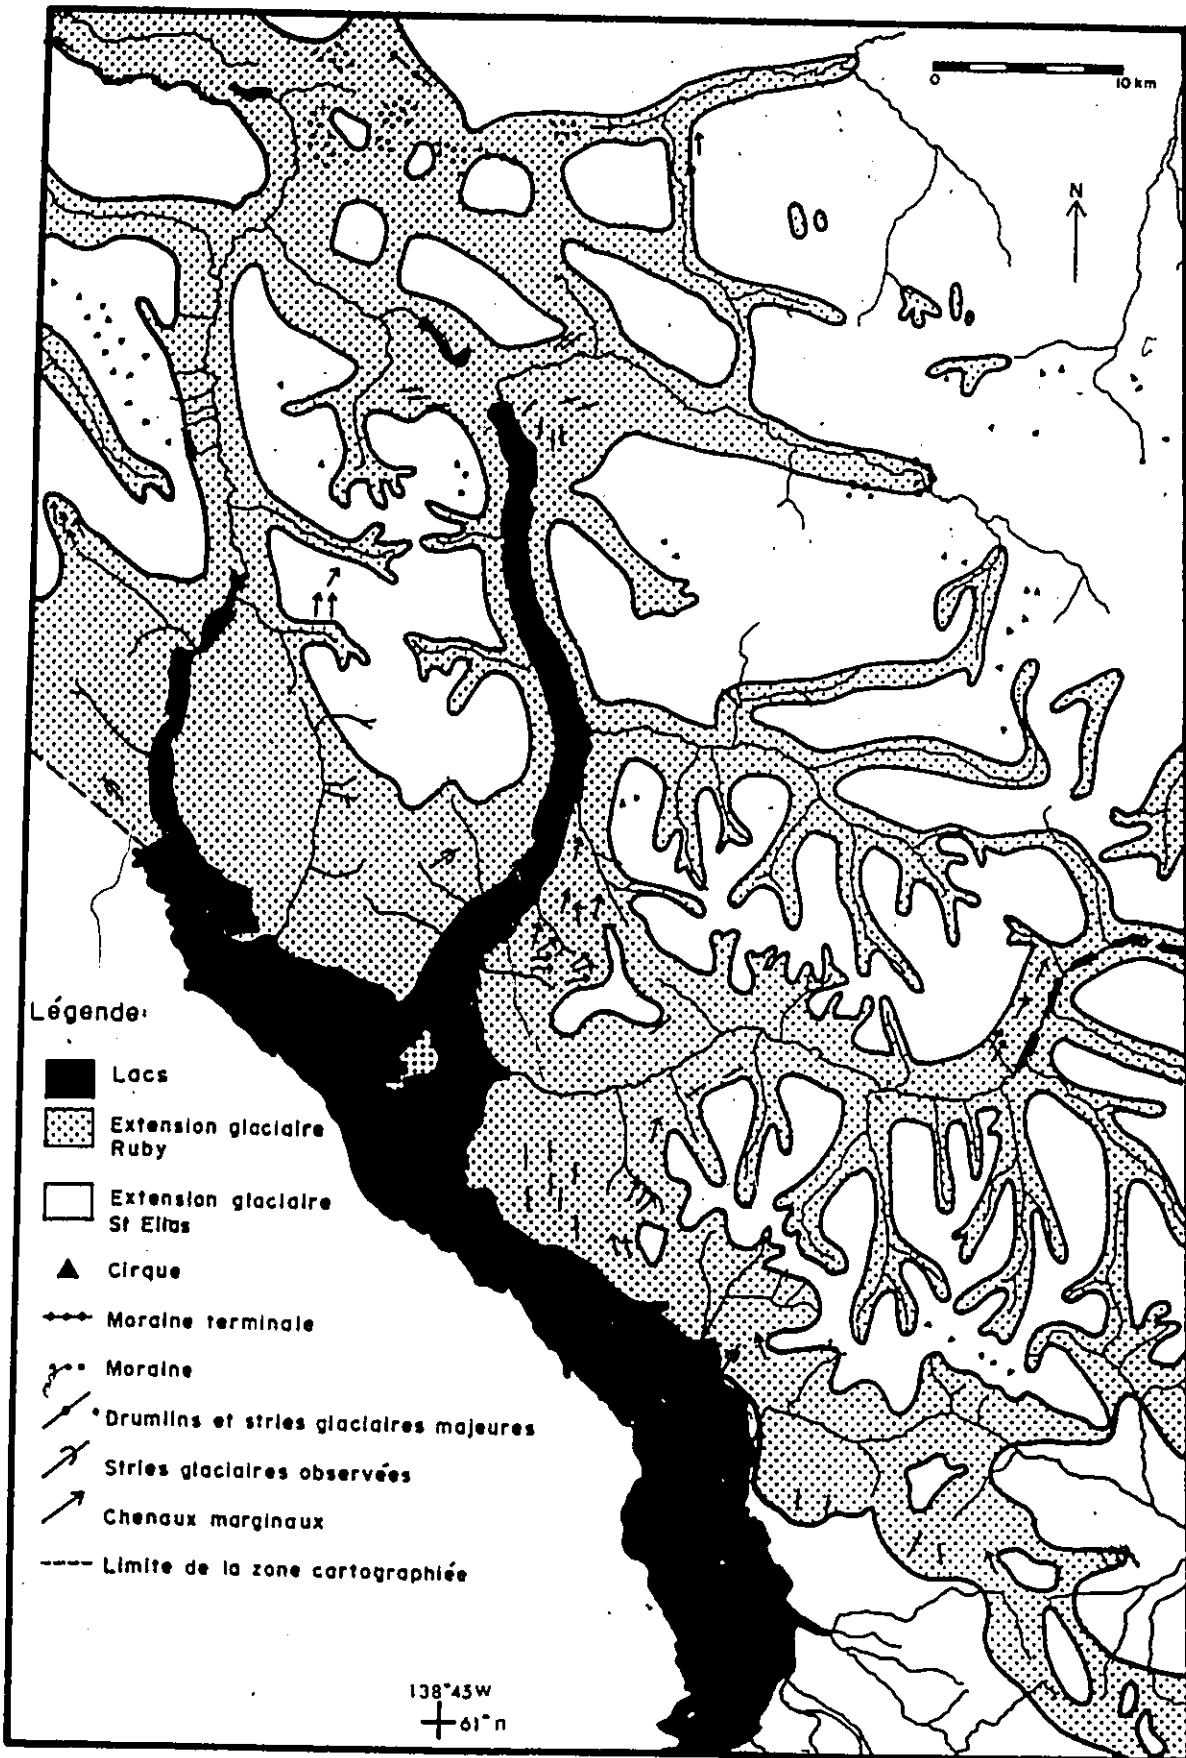 0 10 km
N
Légende:
Lacs
Extension glaciaire
Ruby
Extension glaciaire
St Elias
Cirque
Moraine terminale
Moraine
Drumlins et stries glaciaires majeures
Stries glaciaires observées
Chenaux marginaux
Limite de la zone cartographiée
138°45W
61°n